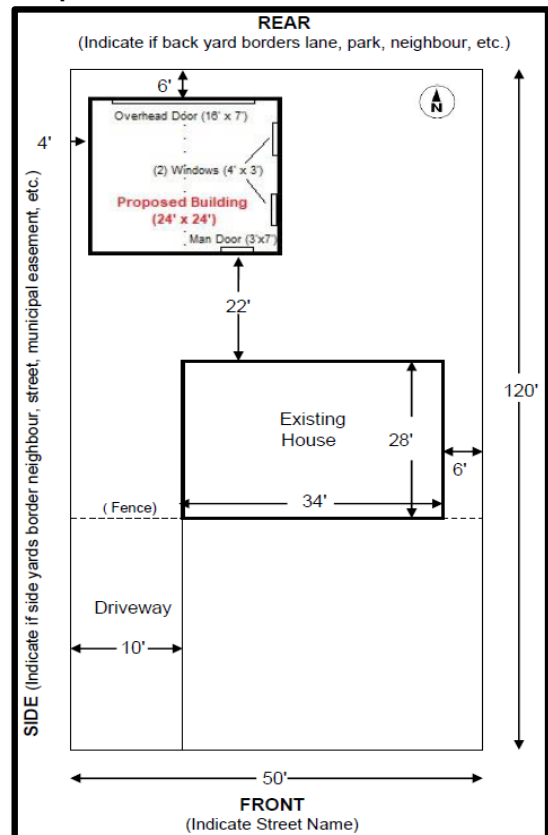 REAR
(Indicate if back yard borders lane, park, neighbour, etc.)
6'
N
Overhead Door (16' x 7')
4'
(2) Windows (4' x 3')
Proposed Building
(24' x 24')
Man Door (3'x7')
22'
120'
Existing
House
28'
6'
34'
( Fence)
Driveway
10'
SIDE (Indicate if side yards border neighbour, street, municipal easement, etc.)
50'
FRONT
(Indicate Street Name)